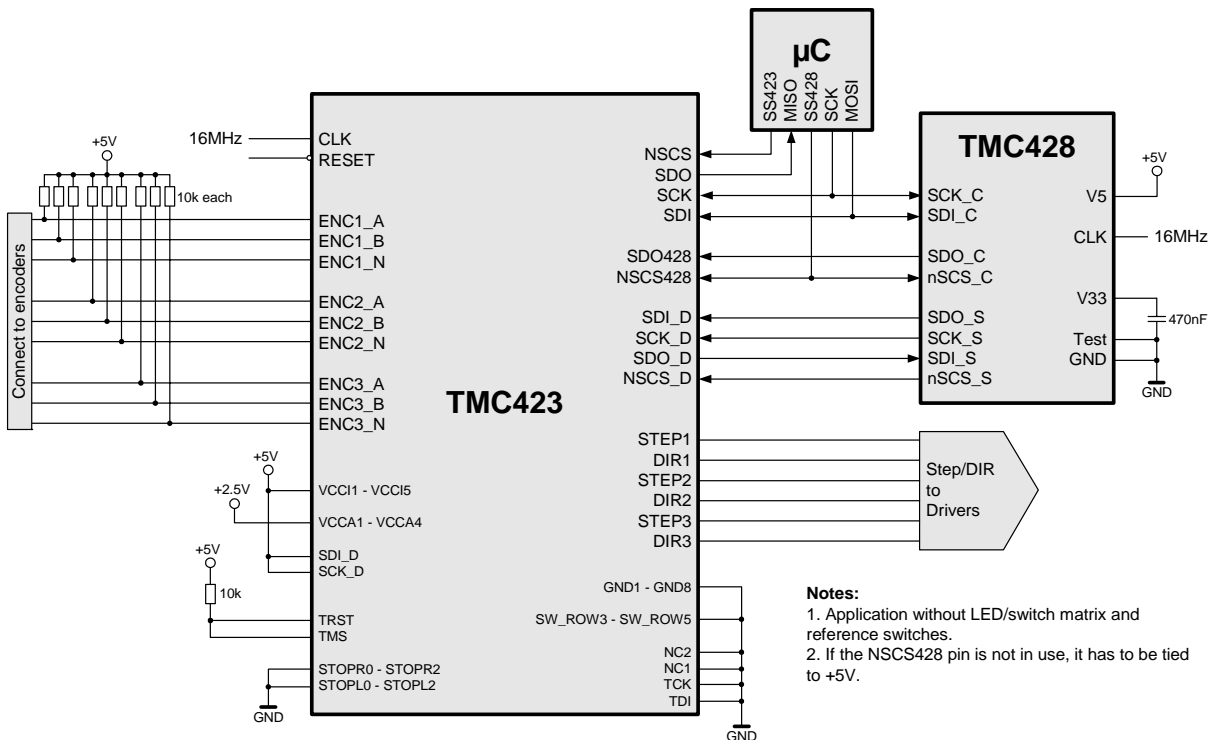 µC
SS423
MISO
SS428
SCK
MOSI
TMC428
+5V
V5
CLK
16MHz
V33
470nF
Test
GND
GND
SCK_C
SDI_C
SDO_C
nSCS_C
SDO_S
SCK_S
SDI_S
nSCS_S
16MHz
CLK
RESET
+5V
10k each
Connect to encoders
ENC1_A
ENC1_B
ENC1_N
ENC2_A
ENC2_B
ENC2_N
ENC3_A
ENC3_B
ENC3_N
TMC423
NSCS
SDO
SCK
SDI
SDO428
NSCS428
SDI_D
SCK_D
SDO_D
NSCS_D
STEP1
DIR1
STEP2
DIR2
STEP3
DIR3
Step/DIR
to
Drivers
+5V
VCCI1 - VCCI5
+2.5V
VCCA1 - VCCA4
+5V
SDI_D
SCK_D
10k
TRST
TMS
STOPR0 - STOPR2
STOPL0 - STOPL2
GND
GND1 - GND8
SW_ROW3 - SW_ROW5
NC2
NC1
TCK
TDI
GND
Notes:
1. Application without LED/switch matrix and
reference switches.
2. If the NSCS428 pin is not in use, it has to be tied
to +5V.